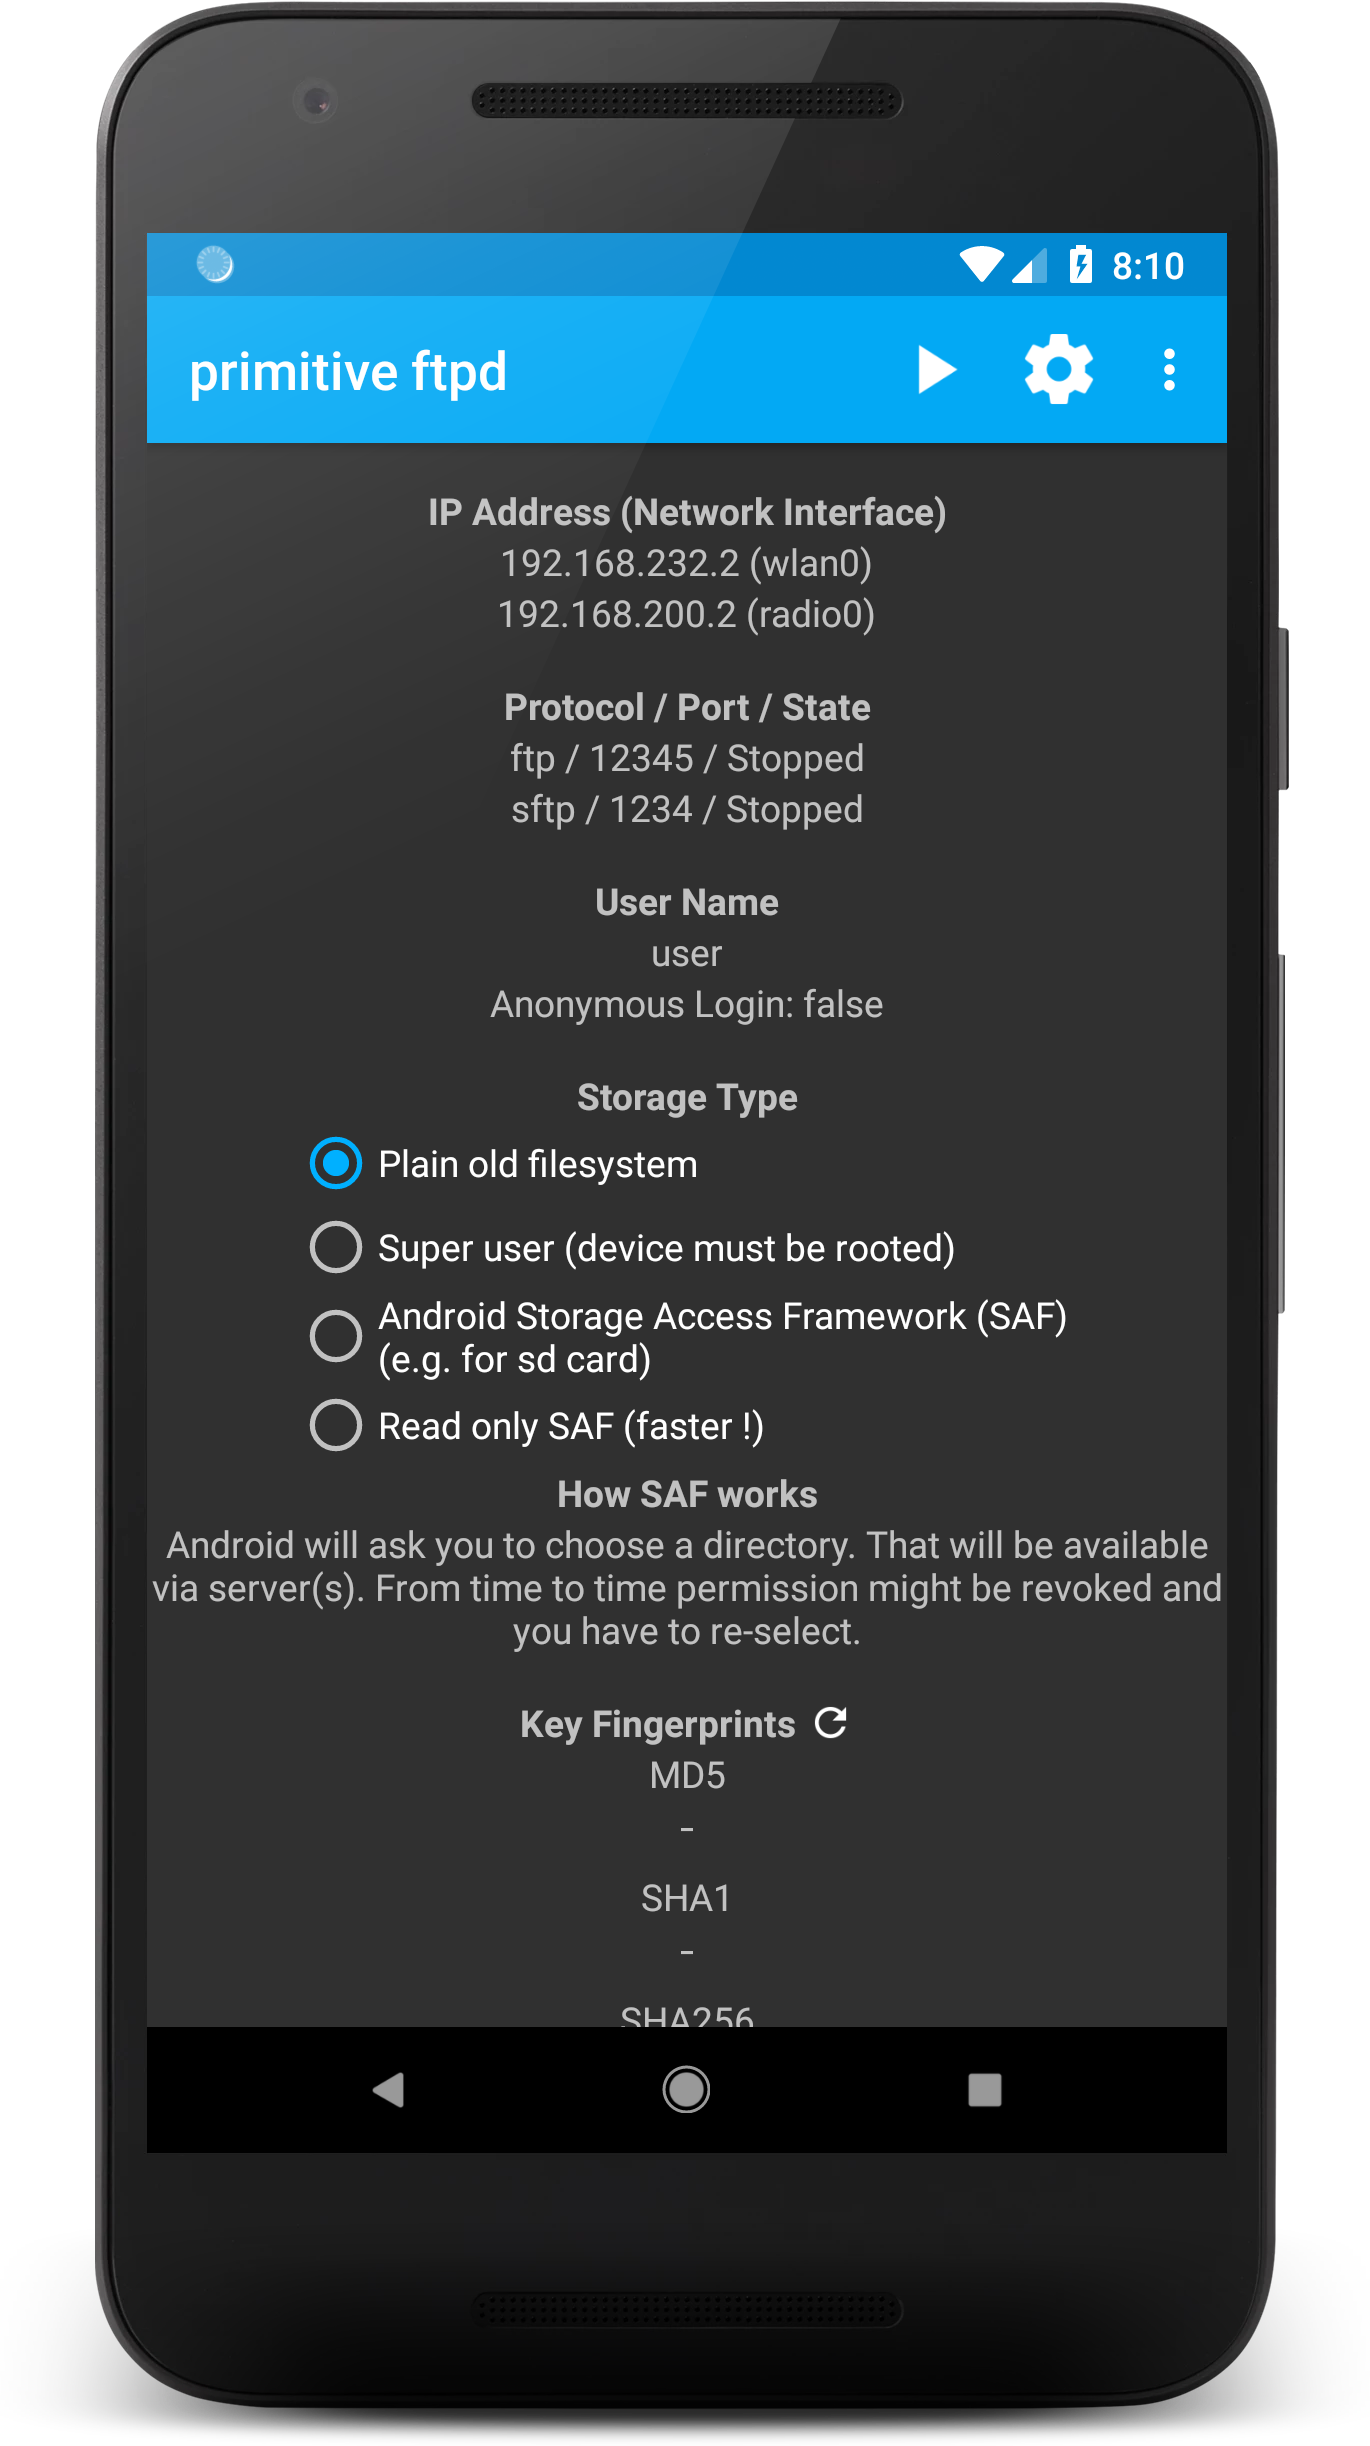 8:10
primitive ftpd
IP Address (Network Interface)
192.168.232.2 (wlan0)
192.168.200.2 (radio0)
Protocol / Port / State
ftp / 12345 / Stopped
sftp / 1234 / Stopped
User Name
user
Anonymous Login: false
Storage Type
Plain old filesystem
Super user (device must be rooted)
Android Storage Access Framework (SAF)
(e.g. for sd card)
Read only SAF (faster !)
How SAF works
Android will ask you to choose a directory. That will be available
via server(s). From time to time permission might be revoked and
you have to re-select.
Key Fingerprints
MD5
-
SHA1
-
SHA256